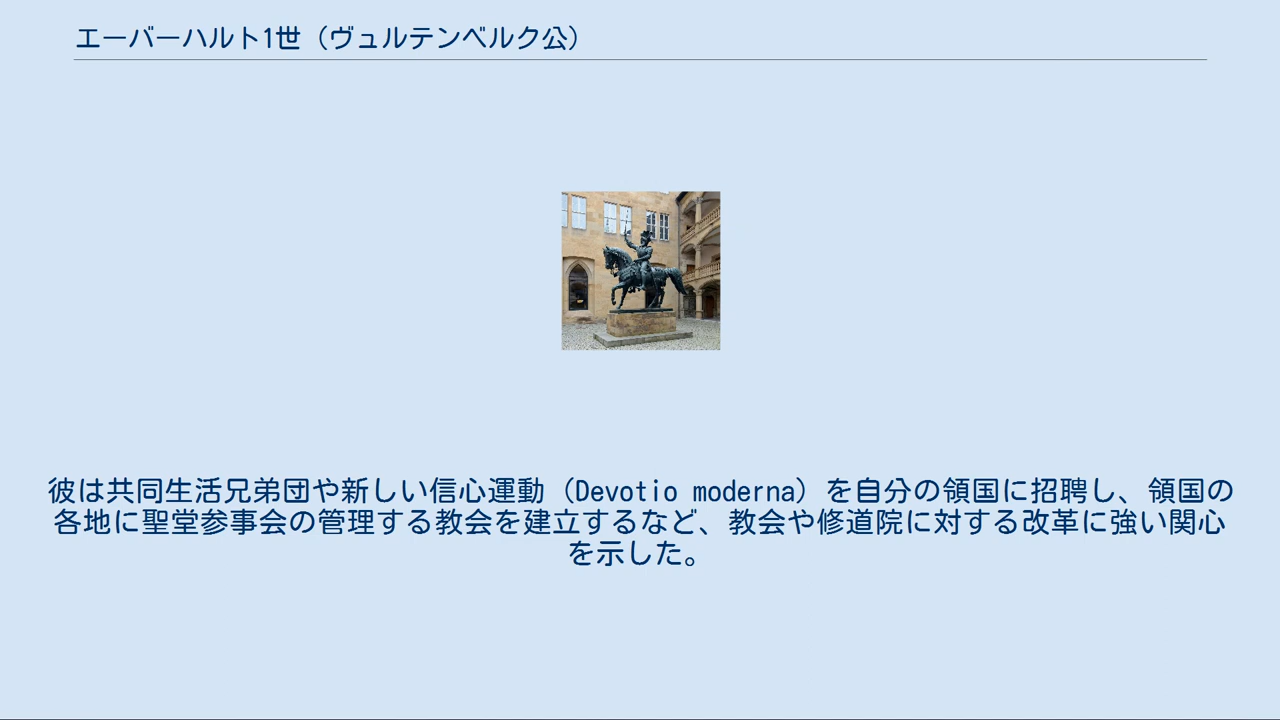 エーバーハルト1世（ヴュルテンベルク公）
彼は共同生活兄弟団や新しい信心運動（Devotio moderna）を自分の領国に招聘し、領国の
各地に聖堂参事会の管理する教会を建立するなど、教会や修道院に対する改革に強い関心
を示した。